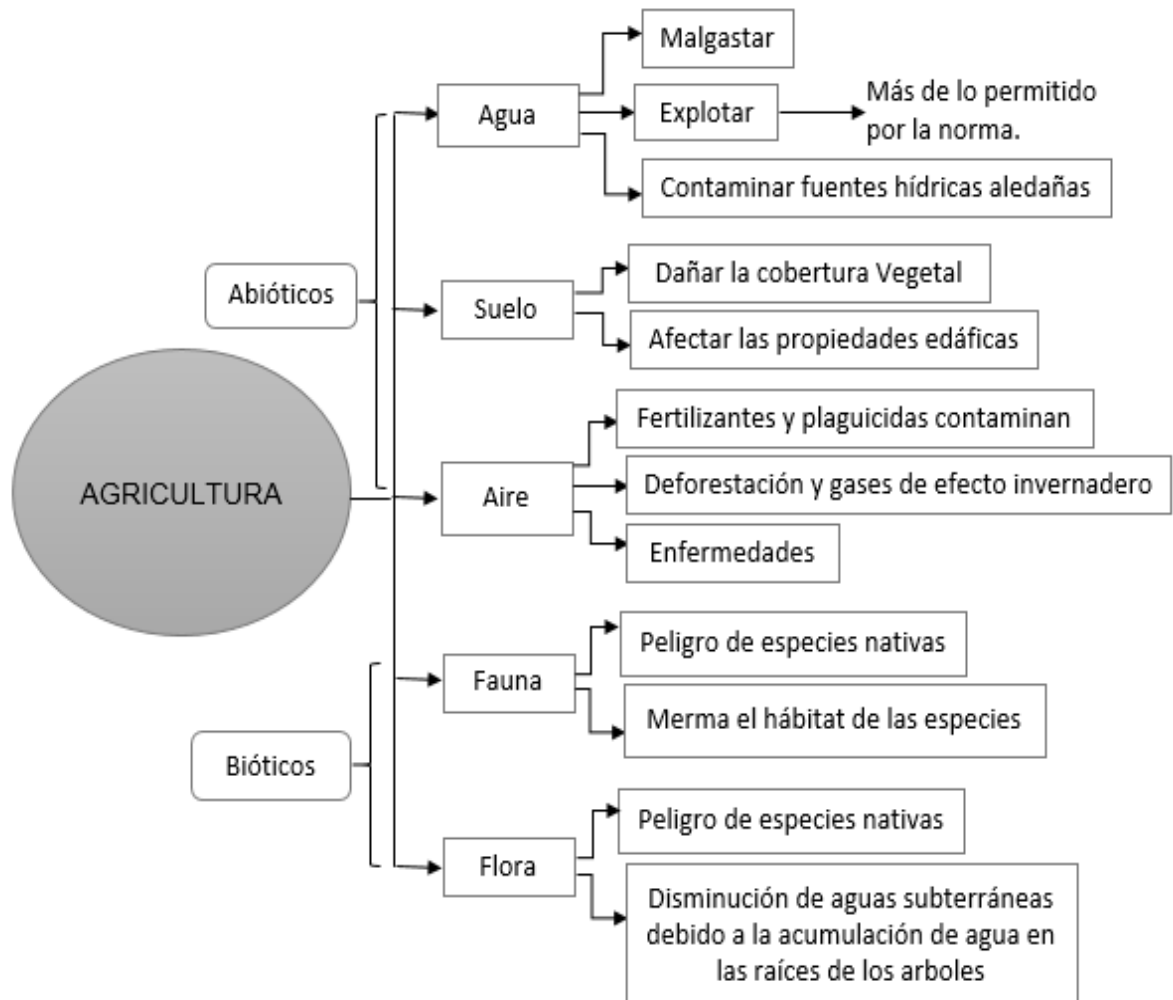 Malgastar
Agua
Explotar
Más de lo permitido
por la norma.
Contaminar fuentes hídricas aledañas
Abióticos
Dañar la cobertura Vegetal
Suelo
Afectar las propiedades edáficas
AGRICULTURA
Fertilizantes y plaguicidas contaminan
Aire
Deforestación y gases de efecto invernadero
Enfermedades
Bióticos
Peligro de especies nativas
Fauna
Merma el hábitat de las especies
Peligro de especies nativas
Flora
Disminución de aguas subterráneas
debido a la acumulación de agua en
las raíces de los arboles